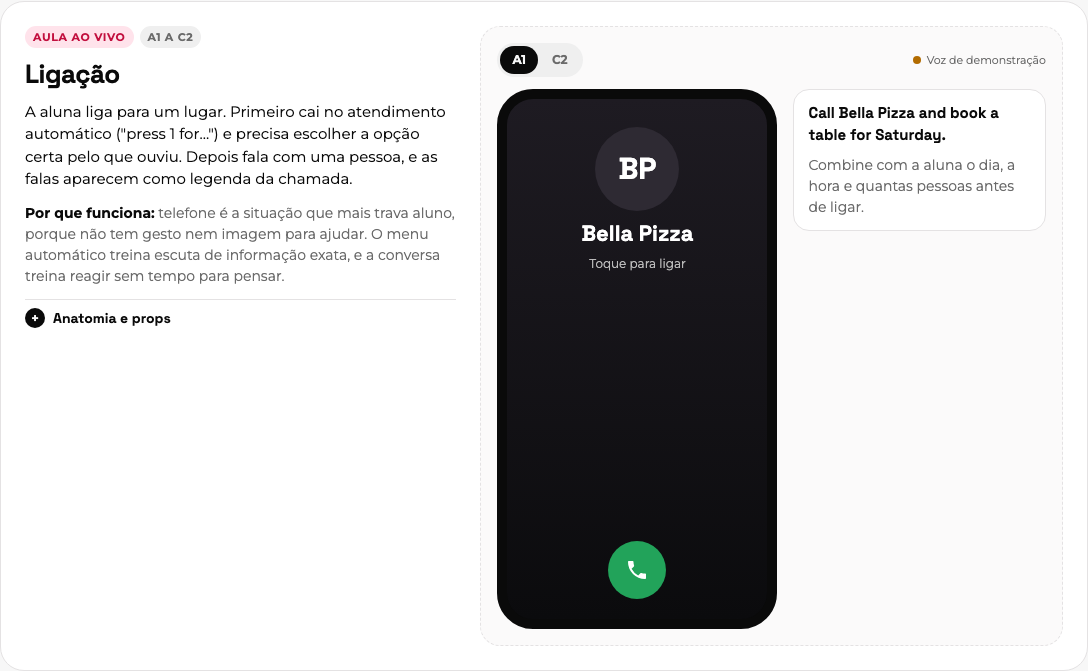 AULA AO VIVO
A1 A C2
Ligação
A aluna liga para um lugar. Primeiro cai no atendimento
automático ("press 1 for…") e precisa escolher a opção
certa pelo que ouviu. Depois fala com uma pessoa, e as
falas aparecem como legenda da chamada.
Por que funciona: telefone é a situação que mais trava aluno,
porque não tem gesto nem imagem para ajudar. O menu
automático treina escuta de informação exata, e a conversa
treina reagir sem tempo para pensar.
Anatomia e props
A1
C2
Voz de demonstração
BP
Bella Pizza
Toque para ligar
Call Bella Pizza and book a
table for Saturday.
Combine com a aluna o dia, a
hora e quantas pessoas antes
de ligar.